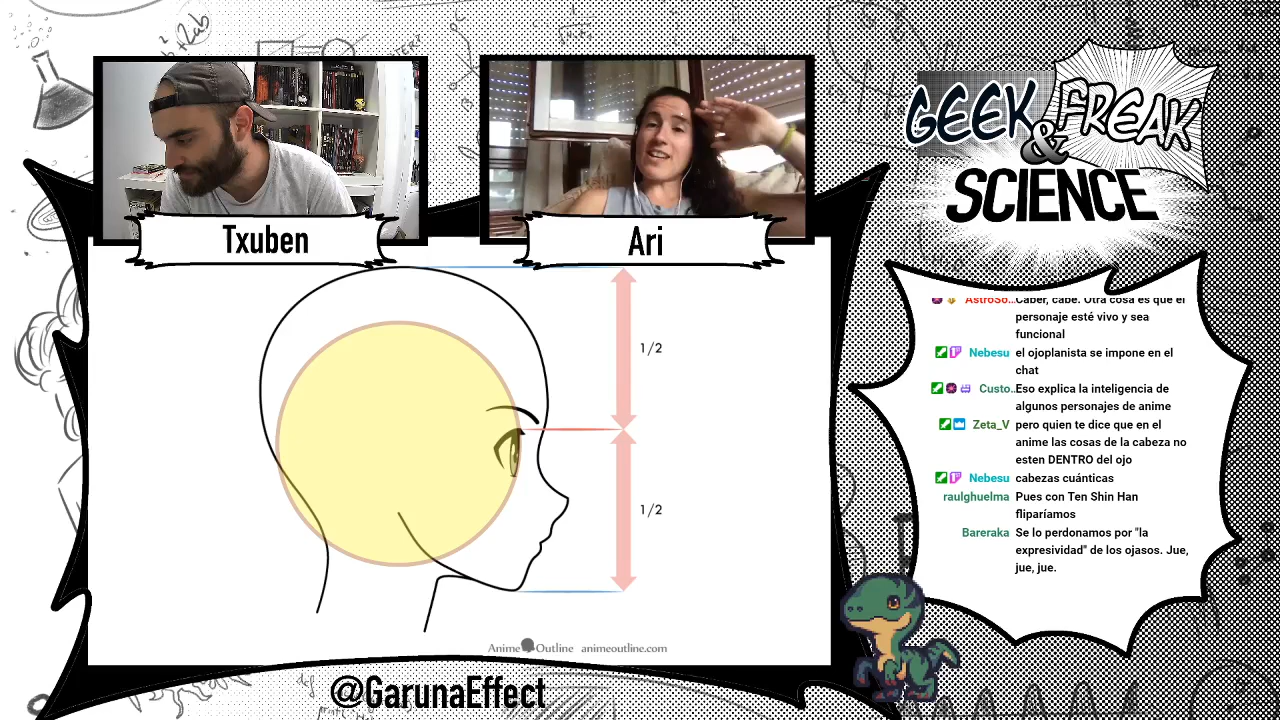 GEEK
&
FREAK
SCIENCE
Txuben
Ari
1/2
1/2
AnimeOutline animeoutline.com
@GarunaEffect
AstroSo.. Caber, cabe. Otra cosa es que el
personaje esté vivo y sea
funcional
Nebesu el ojoplanista se impone en el
chat
Custo.. Eso explica la inteligencia de
algunos personajes de anime
Zeta_V pero quien te dice que en el
anime las cosas de la cabeza no
esten DENTRO del ojo
Nebesu cabezas cuánticas
raulghuelma Pues con Ten Shin Han
fliparíamos
Bareraka Se lo perdonamos por "la
expresividad" de los ojasos. Jue,
jue, jue.